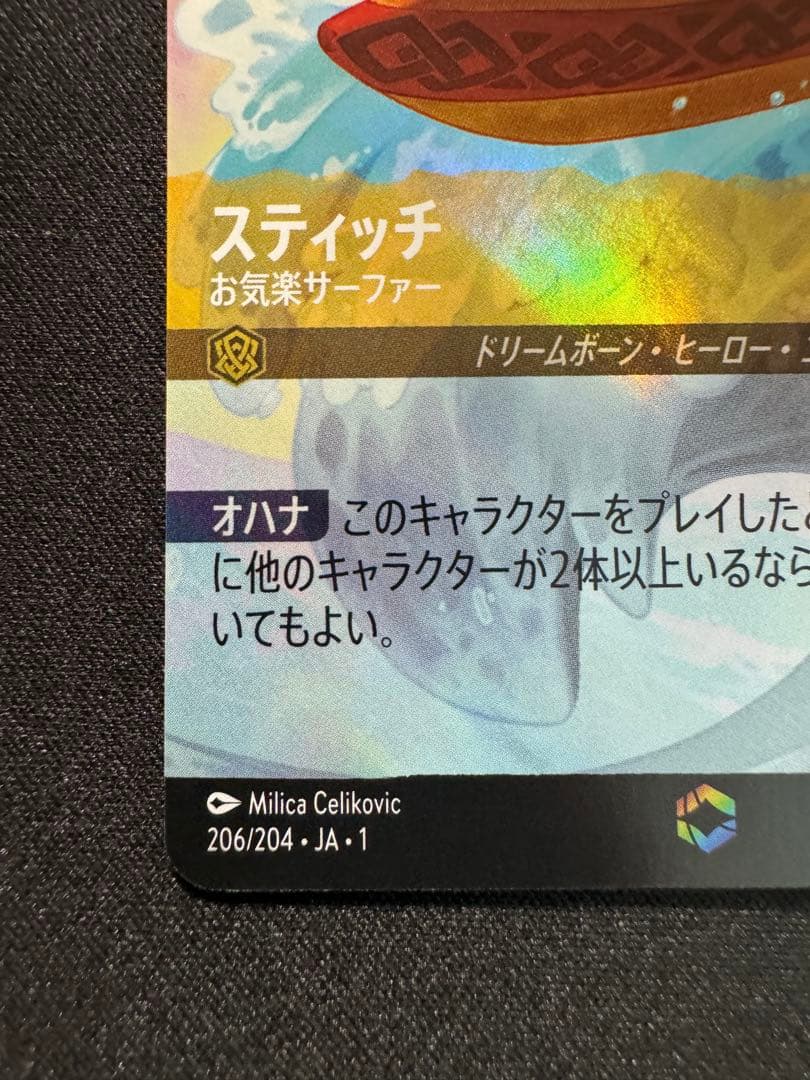 スティッチ
お気楽サーファー
ドリームボーン・ヒーロー・
オハナ このキャラクターをプレイした
に他のキャラクターが2体以上いるなら
いてもよい。
Milica Celikovic
206/204・JA・1